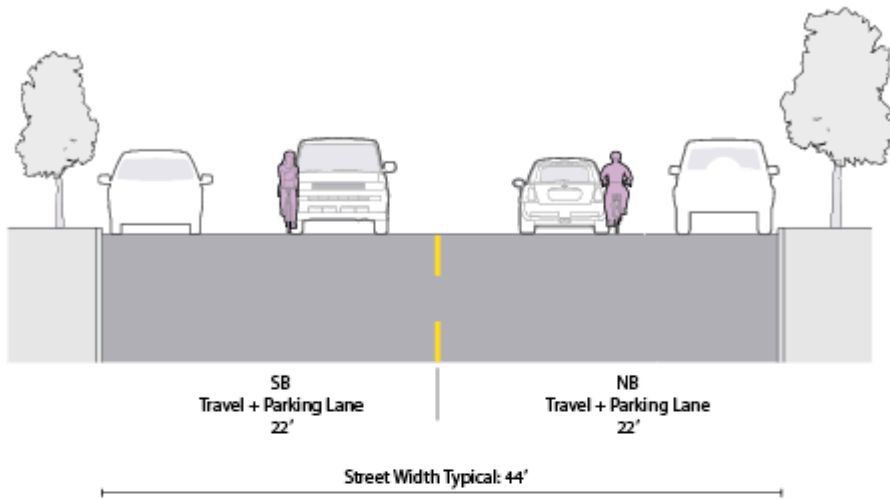 SB
Travel + Parking Lane
22'
NB
Travel + Parking Lane
22'
Street Width Typical: 44'